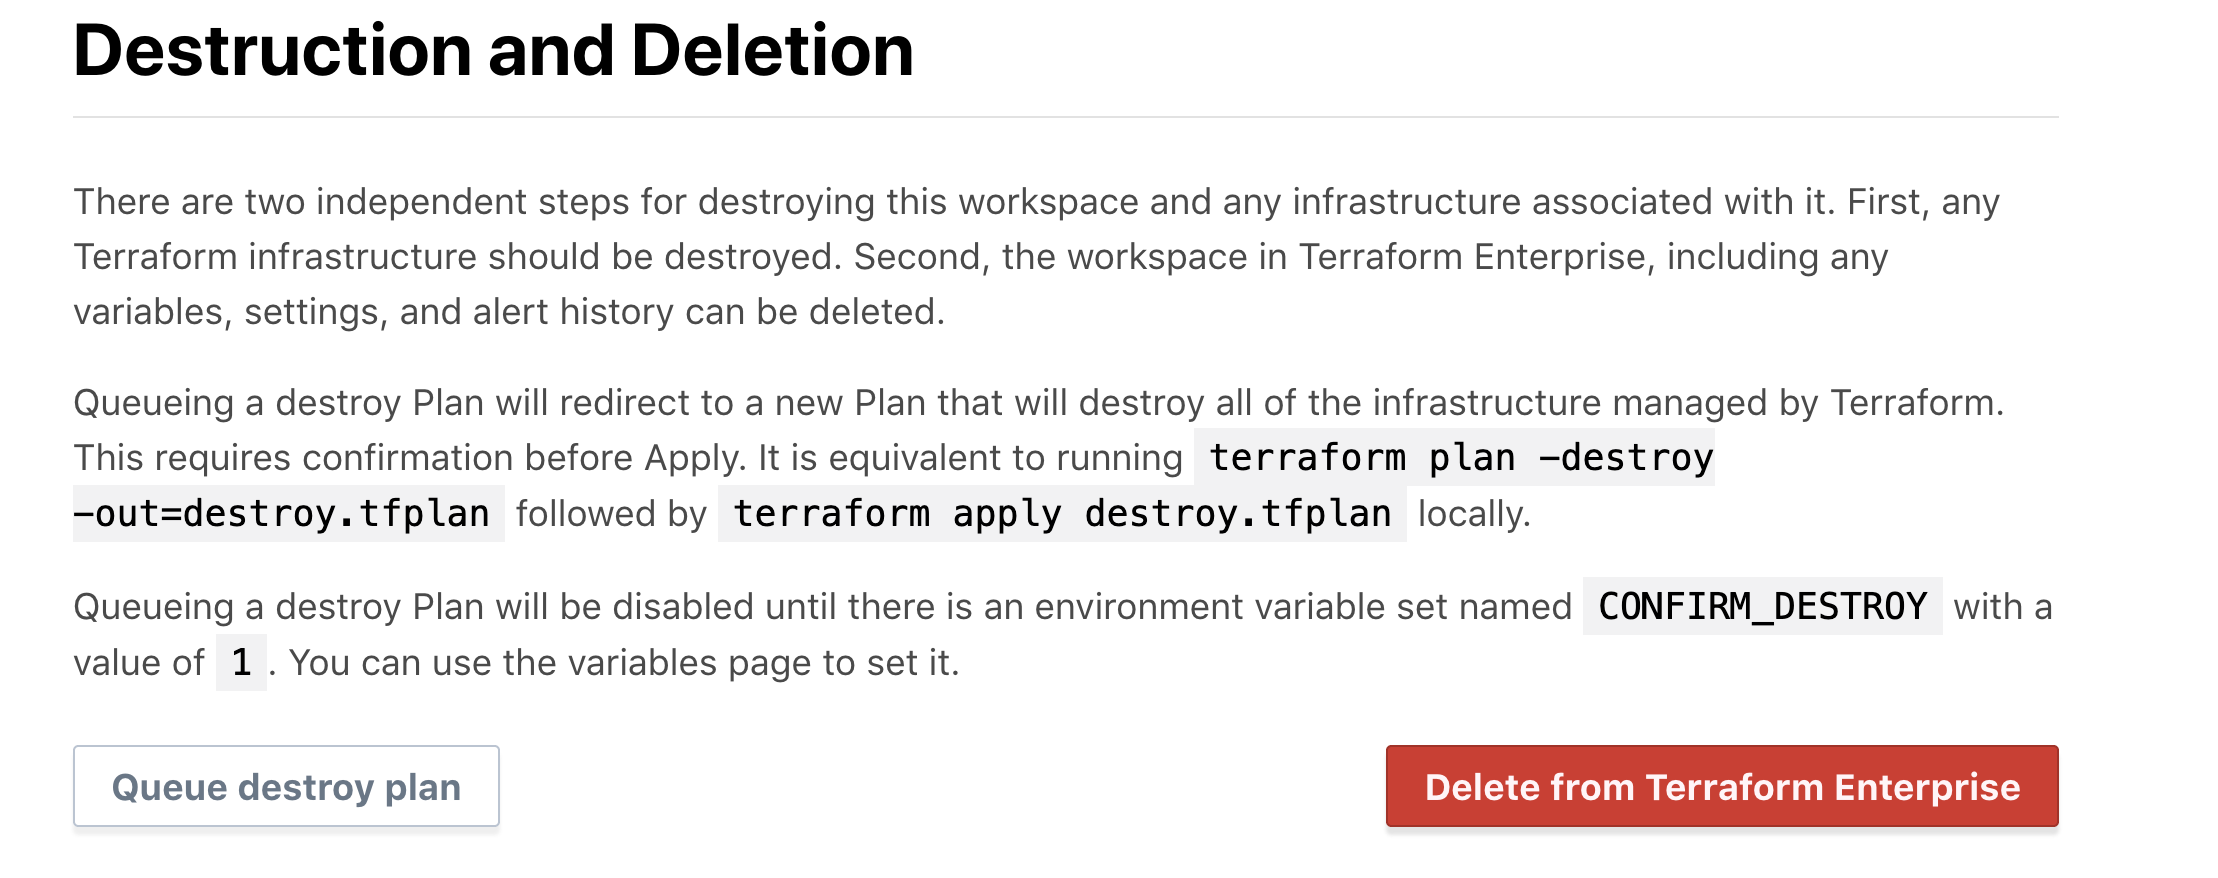 Destruction and Deletion
There are two independent steps for destroying this workspace and any infrastructure associated with it. First, any
Terraform infrastructure should be destroyed. Second, the workspace in Terraform Enterprise, including any
variables, settings, and alert history can be deleted.
Queueing a destroy Plan will redirect to a new Plan that will destroy all of the infrastructure managed by Terraform.
This requires confirmation before Apply. It is equivalent to running terraform plan -destroy
-out=destroy.tfplan followed by terraform apply destroy.tfplan locally.
Queueing a destroy Plan will be disabled until there is an environment variable set named CONFIRM_DESTROY with a
value of 1. You can use the variables page to set it.
Queue destroy plan
Delete from Terraform Enterprise